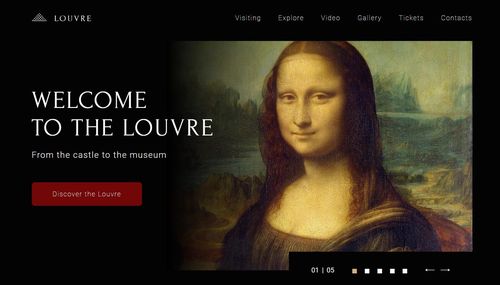 LOUVRE
Visiting Explore Video Gallery Tickets Contacts
WELCOME
TO THE LOUVRE
From the castle to the museum
Discover the Louvre
01 | 05